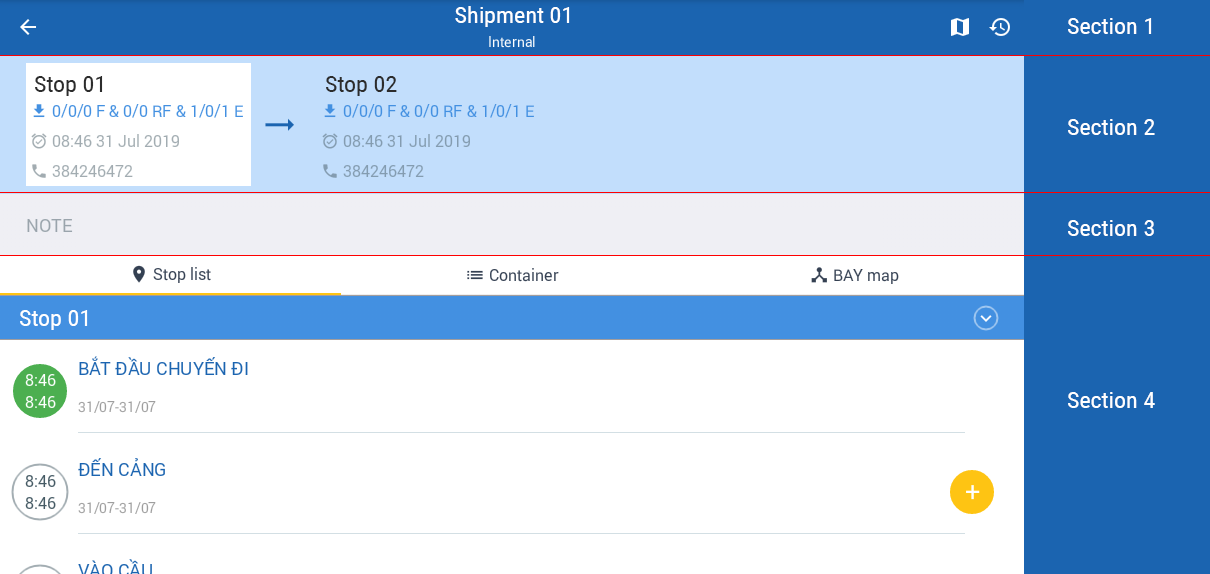 Shipment 01
Internal
Section 1
Stop 01
0/0/0 F & 0/0 RF & 1/0/1 E
08:46 31 Jul 2019
384246472
Stop 02
0/0/0 F & 0/0 RF & 1/0/1 E
08:46 31 Jul 2019
384246472
Section 2
NOTE
Section 3
Stop list
Container
BAY map
Stop 01
8:46
8:46
BẮT ĐẦU CHUYẾN ĐI
31/07-31/07
Section 4
8:46
8:46
ĐẾN CẢNG
31/07-31/07
VÀO CẦU